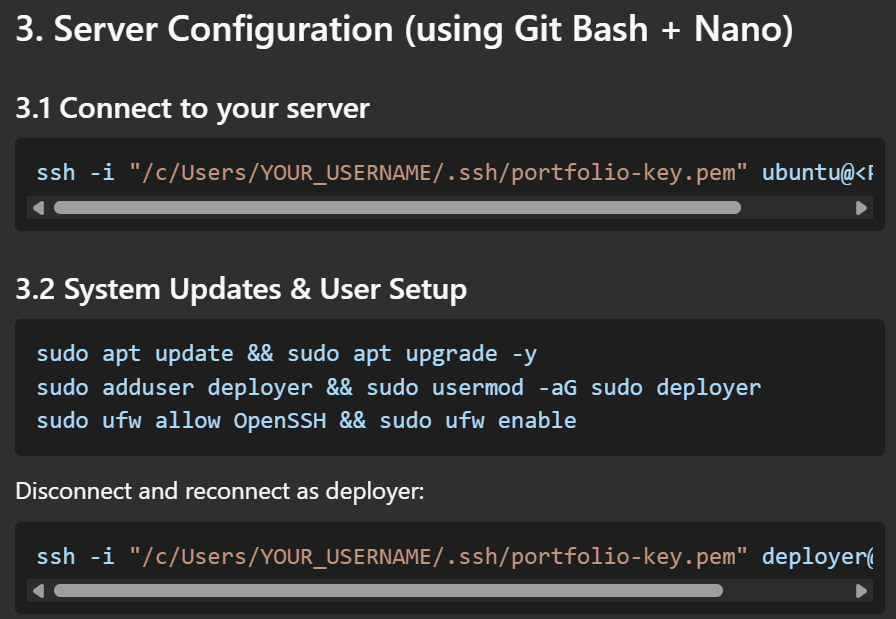 3. Server Configuration (using Git Bash + Nano)
3.1 Connect to your server
ssh -i "/c/Users/YOUR_USERNAME/.ssh/portfolio-key.pem" ubuntu@<
3.2 System Updates & User Setup
sudo apt update && sudo apt upgrade -y
sudo adduser deployer && sudo usermod -aG sudo deployer
sudo ufw allow OpenSSH && sudo ufw enable
Disconnect and reconnect as deployer:
ssh -i "/c/Users/YOUR_USERNAME/.ssh/portfolio-key.pem" deployer@